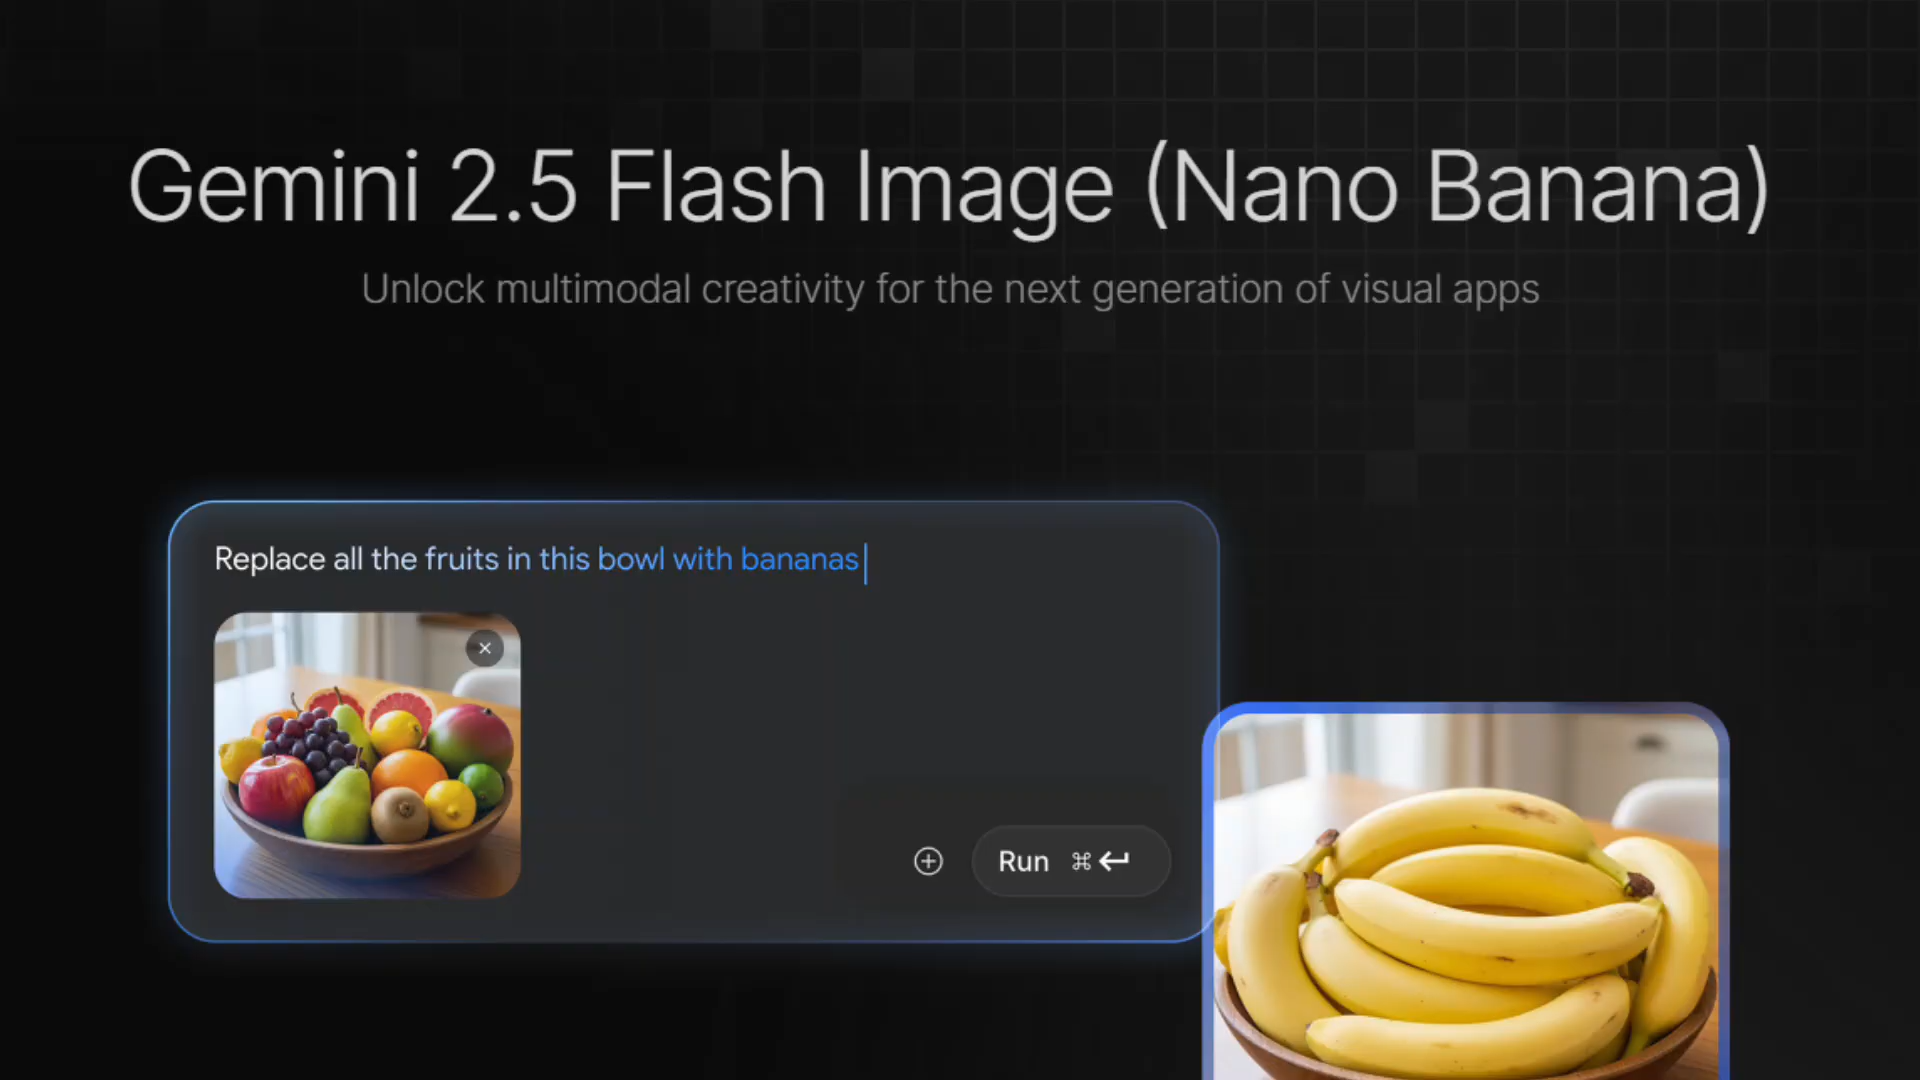 Gemini 2.5 Flash Image (Nano Banana)
Unlock multimodal creativity for the next generation of visual apps
Replace all the fruits in this bowl with bananas
Run ⌘ ↵